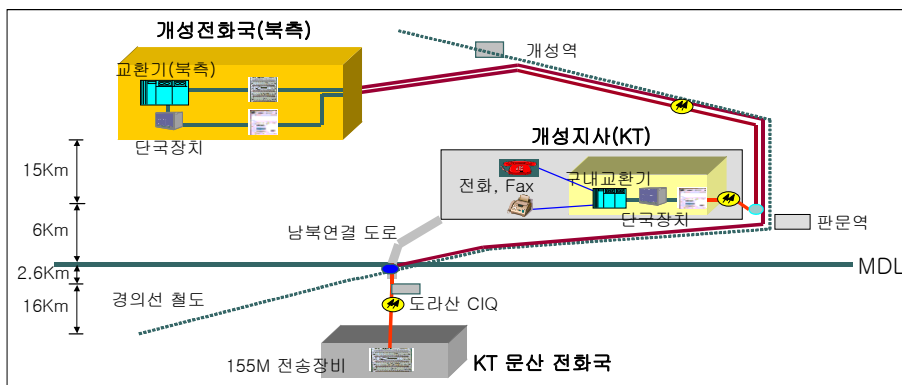 개성전화국(북측)
개성역
교환기(북측)
단국장치
개성지사(KT)
15Km
전화, Fax
구내교환기
단국장치
6Km
남북연결 도로
판문역
MDL
2.6Km
경의선 철도
16Km
도라산 CIQ
155M 전송장비
KT 문산 전화국